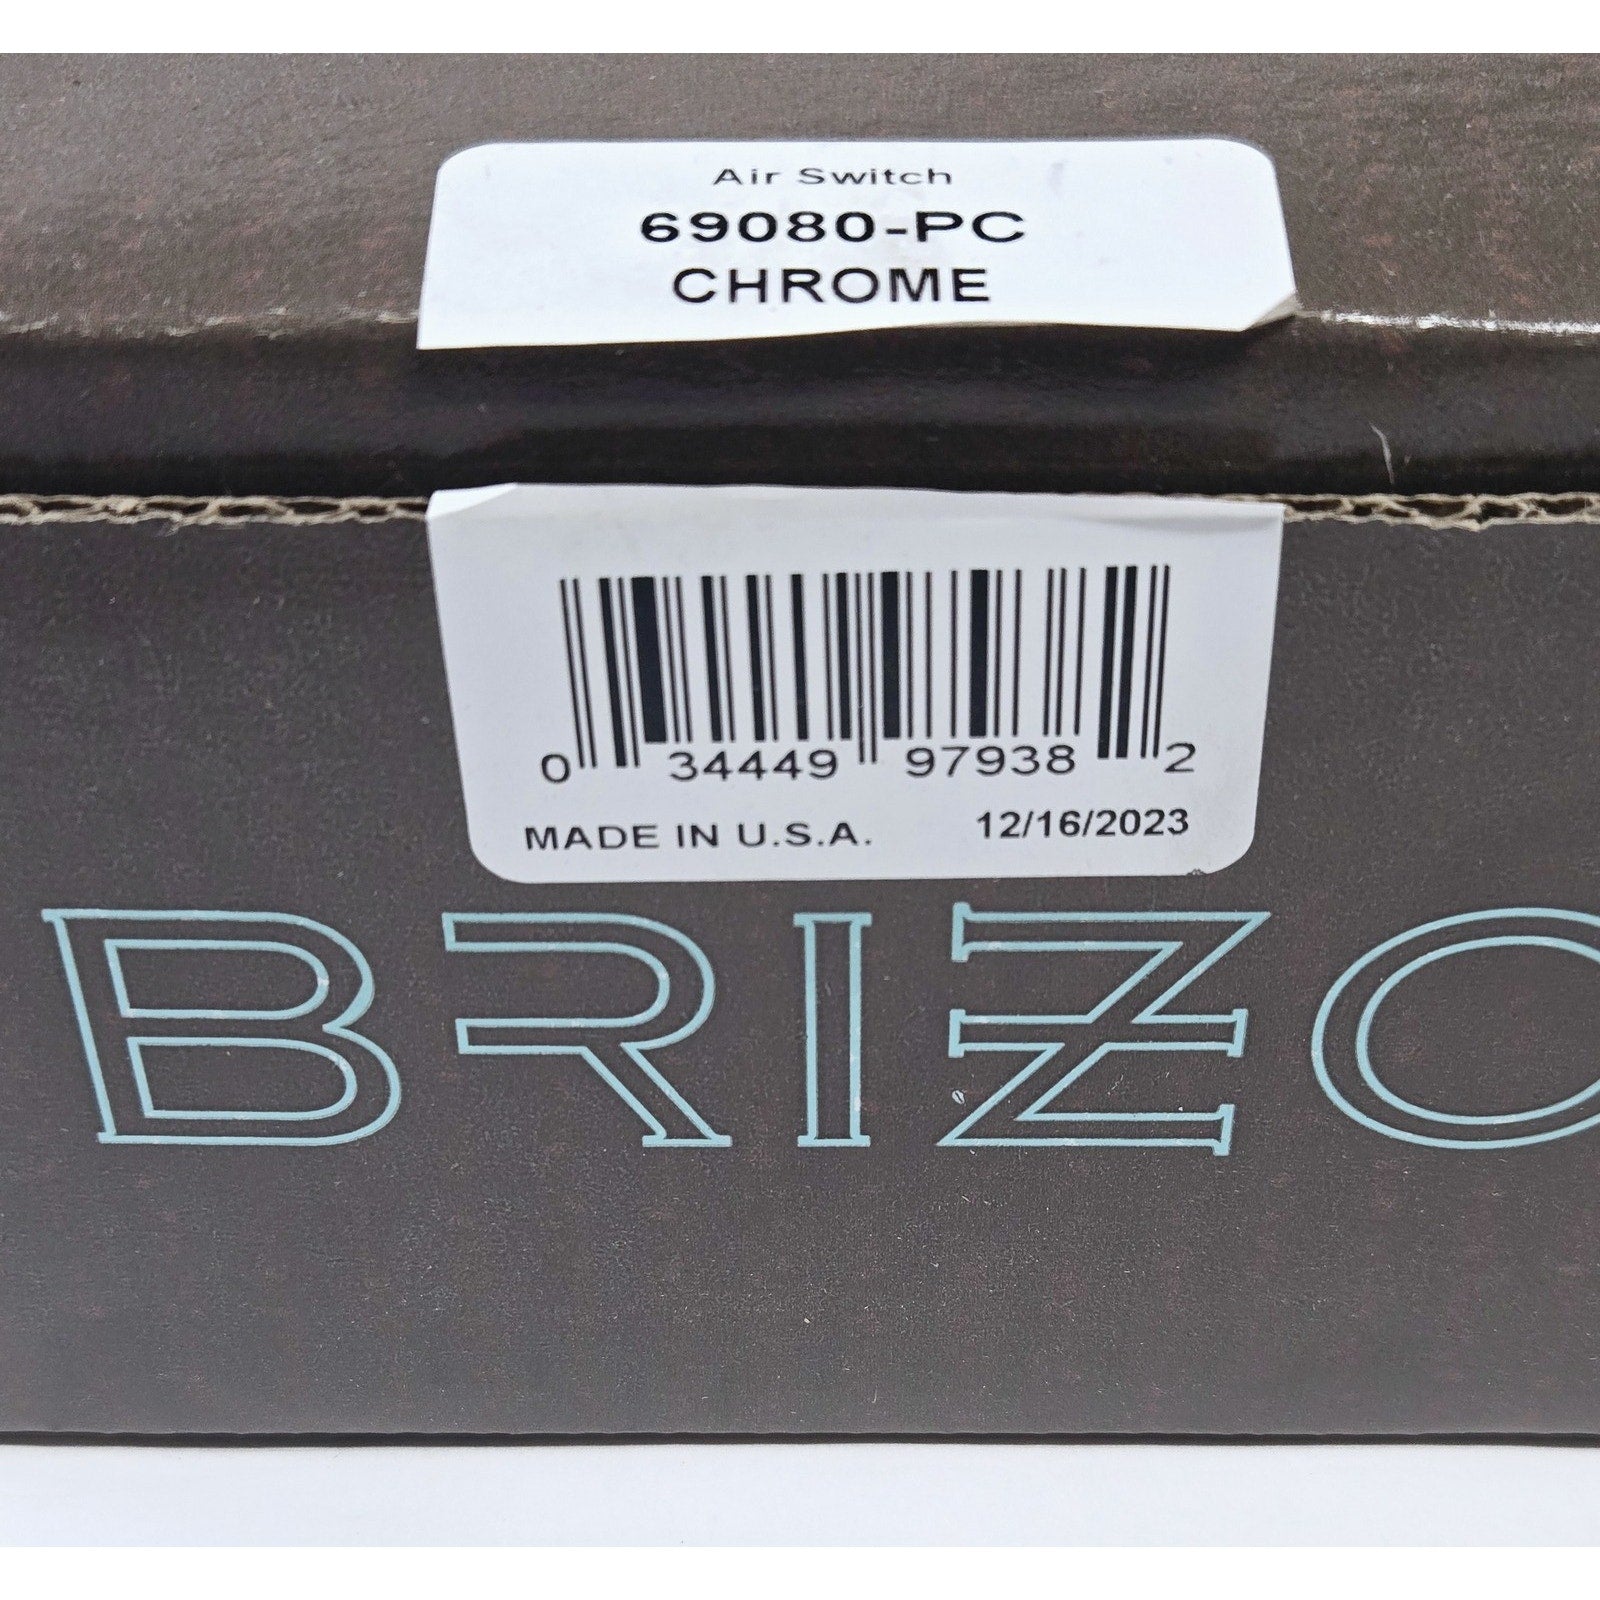 Air Switch
69080-PC
CHROME
0 34449 97938 2
MADE IN U.S.A. 12/16/2023
BRIZO